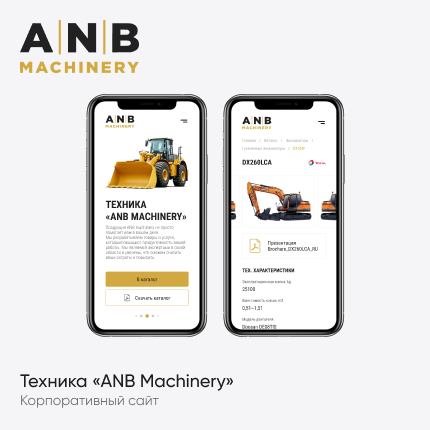 A|N|B
MACHINERY
A|N|B
MACHINERY
ТЕХНИКА
«ANB MACHINERY»
В каталог
Скачать каталог
A|N|B
MACHINERY
Главная Каталог Экскаваторы
Гусеничные экскаваторы DX260LCA
DX260LCA
TOTAL
Презентация
Brochure_DX260LCA_RU
ТЕХ. ХАРАКТЕРИСТИКИ
Эксплуатационная масса, kg
25100
Вместимость ковша, m3
0,51–1,51
Модель двигателя
Doosan DE08TIS
Техника «ANB Machinery»
Корпоративный сайт